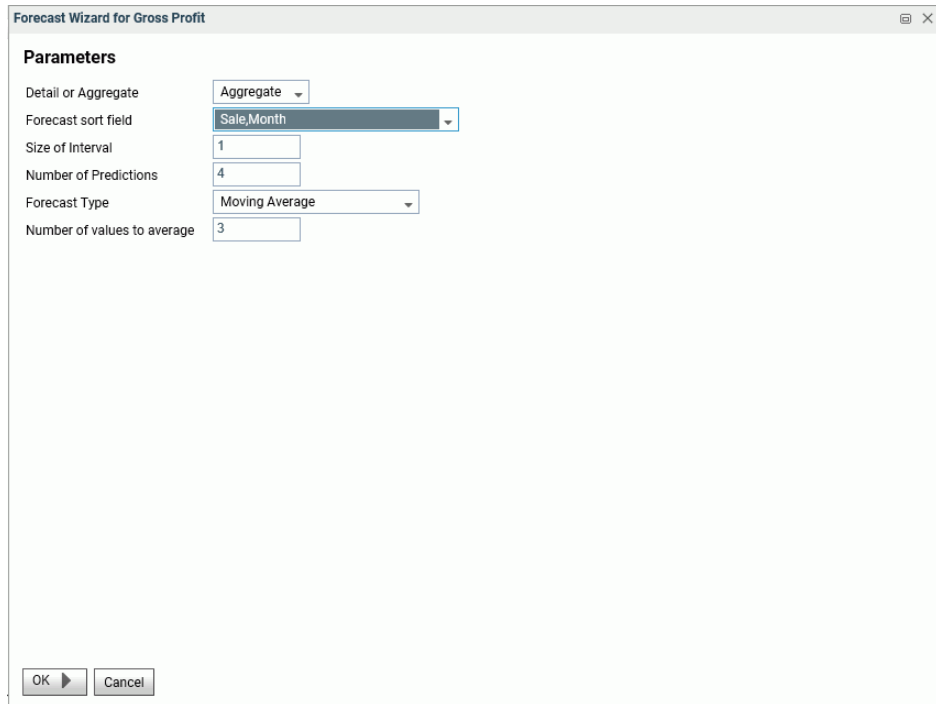 Forecast Wizard for Gross Profit
Parameters
Detail or Aggregate Aggregate
Forecast sort field Sale,Month
Size of Interval 1
Number of Predictions 4
Forecast Type Moving Average
Number of values to average 3
OK Cancel